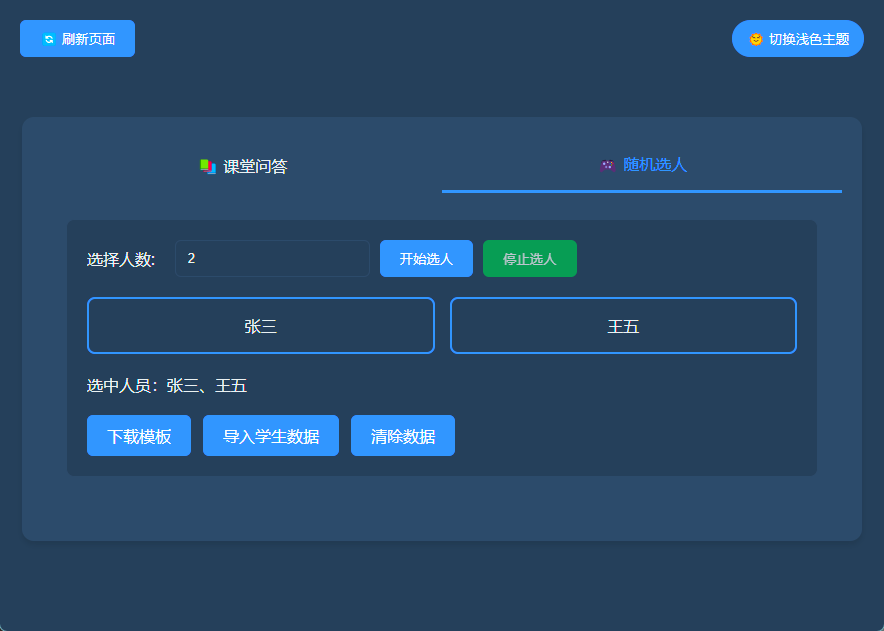 刷新页面
切换浅色主题
课堂问答
随机选人
选择人数: 2 开始选人 停止选人
张三 王五
选中人员：张三、王五
下载模板 导入学生数据 清除数据